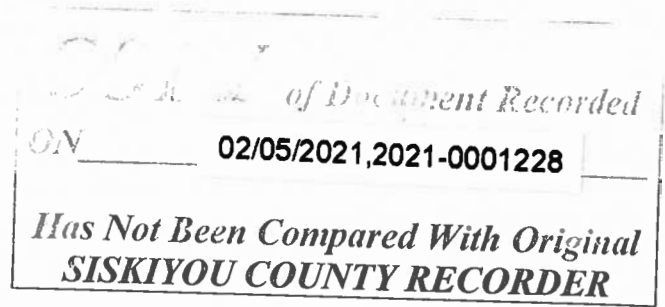 of Document Recorded
ON 02/05/2021,2021-0001228
Has Not Been Compared With Original
SISKIYOU COUNTY RECORDER